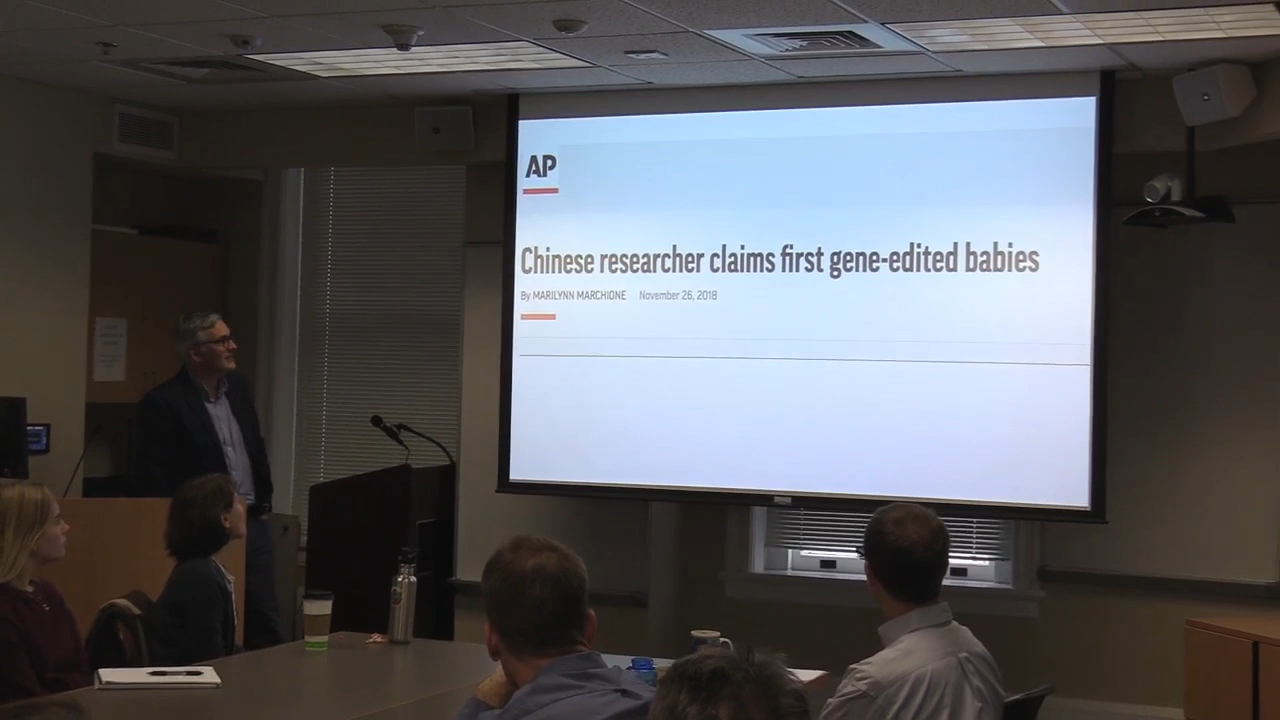 AP
Chinese researcher claims first gene-edited babies
By MARILYNN MARCHIONE November 26, 2018